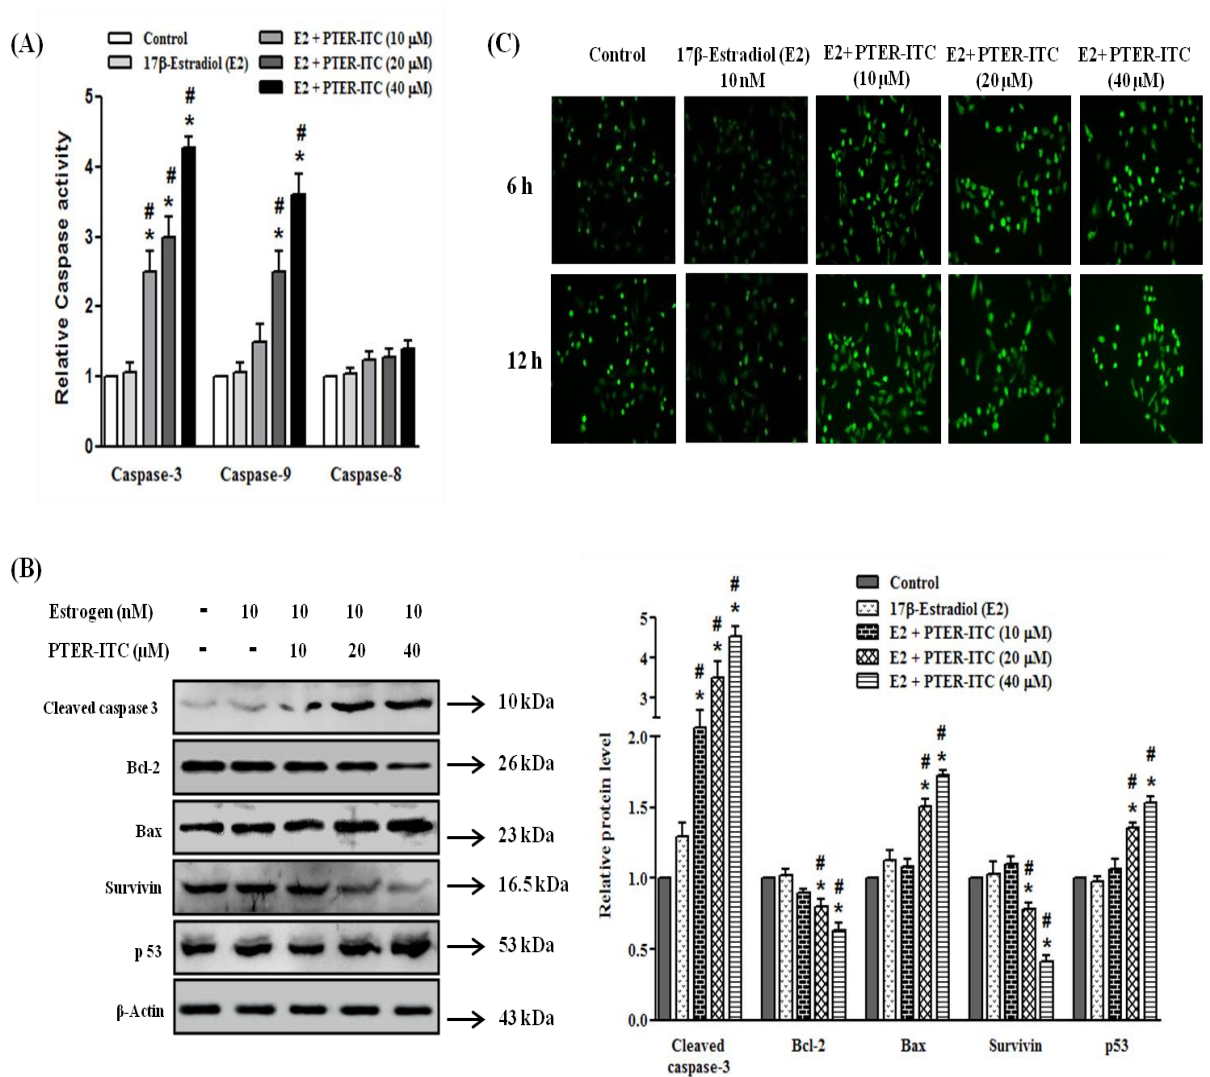 (A)
Control
17β-Estradiol (E2)
E2 + PTER-ITC (10 µM)
E2 + PTER-ITC (20 µM)
E2 + PTER-ITC (40 µM)
Relative Caspase activity
5
4
3
2
1
0
# * # * # * # * # *
Caspase-3 Caspase-9 Caspase-8
(C)
Control 17β-Estradiol (E2) E2+PTER-ITC E2+PTER-ITC E2+PTER-ITC
10 nM (10 µM) (20 µM) (40 µM)
6 h
12 h
(B)
Estrogen (nM) - 10 10 10 10
PTER-ITC (µM) - - 10 20 40
Cleaved caspase 3 10 kDa
Bcl-2 26 kDa
Bax 23 kDa
Survivin 16.5 kDa
p 53 53 kDa
β-Actin 43 kDa
Control
17β-Estradiol (E2)
E2 + PTER-ITC (10 µM)
E2 + PTER-ITC (20 µM)
E2 + PTER-ITC (40 µM)
Relative protein level
5
4
3
2.0
1.5
1.0
0.5
0.0
# * # * # * # * # * # * # * # * # * # * # *
Cleaved Bcl-2 Bax Survivin p53
caspase-3